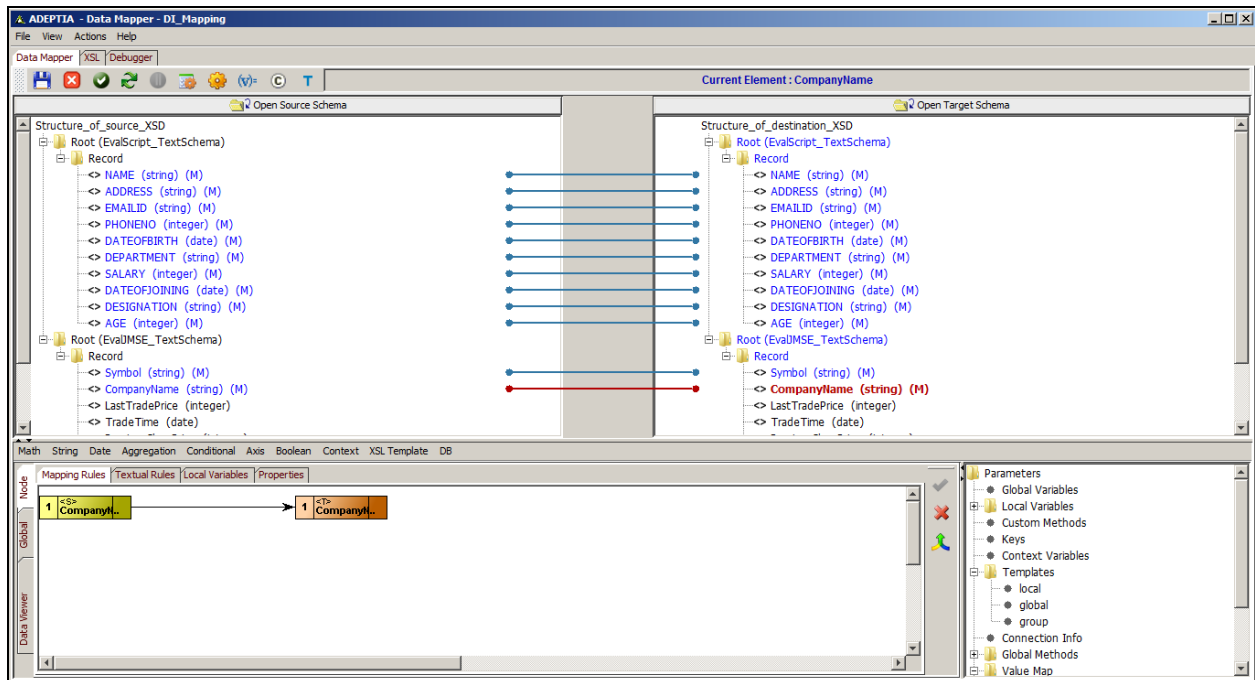 ADEPTIA - Data Mapper - DI_Mapping
File View Actions Help
Data Mapper XSL Debugger
(∀)= C T Current Element : CompanyName
Open Source Schema Open Target Schema
Structure_of_source_XSD
Root (EvalScript_TextSchema)
Record
<> NAME (string) (M)
<> ADDRESS (string) (M)
<> EMAILID (string) (M)
<> PHONENO (integer) (M)
<> DATEOFBIRTH (date) (M)
<> DEPARTMENT (string) (M)
<> SALARY (integer) (M)
<> DATEOFJOINING (date) (M)
<> DESIGNATION (string) (M)
<> AGE (integer) (M)
Root (EvalJMSE_TextSchema)
Record
<> Symbol (string) (M)
<> CompanyName (string) (M)
<> LastTradePrice (integer)
<> TradeTime (date)
Structure_of_destination_XSD
Root (EvalScript_TextSchema)
Record
<> NAME (string) (M)
<> ADDRESS (string) (M)
<> EMAILID (string) (M)
<> PHONENO (integer) (M)
<> DATEOFBIRTH (date) (M)
<> DEPARTMENT (string) (M)
<> SALARY (integer) (M)
<> DATEOFJOINING (date) (M)
<> DESIGNATION (string) (M)
<> AGE (integer) (M)
Root (EvalJMSE_TextSchema)
Record
<> Symbol (string) (M)
<> CompanyName (string) (M)
<> LastTradePrice (integer)
<> TradeTime (date)
Math String Date Aggregation Conditional Axis Boolean Context XSL Template DB
Node
Global
Data Viewer
Mapping Rules Textual Rules Local Variables Properties
1 <S> CompanyN..
1 <T> CompanyN..
Parameters
Global Variables
Local Variables
Custom Methods
Keys
Context Variables
Templates
local
global
group
Connection Info
Global Methods
Value Map